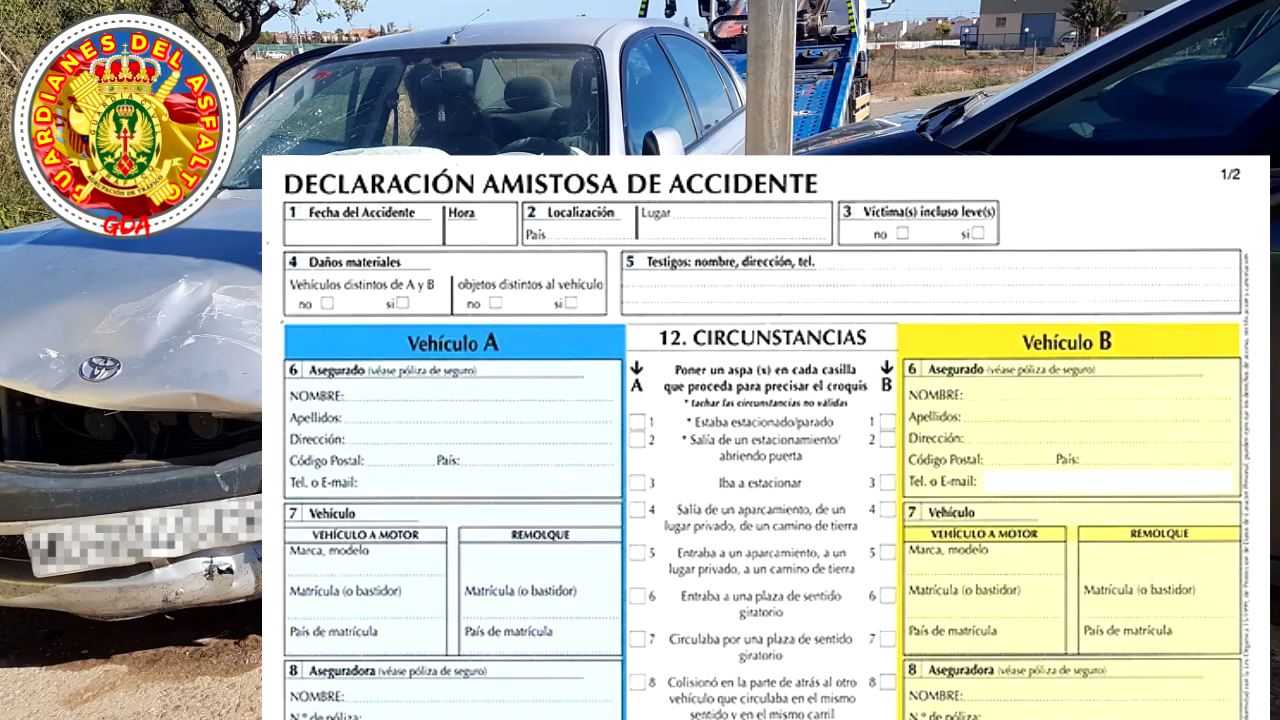 GUARDIANES DEL ASFALTO
GUARDIA CIVIL
AGRUPACIÓN DE TRÁFICO
GDA
DECLARACIÓN AMISTOSA DE ACCIDENTE
1/2
1 Fecha del Accidente Hora
2 Localización Lugar
País
3 Víctima(s) incluso leve(s)
no si
4 Daños materiales
Vehículos distintos de A y B objetos distintos al vehículo
no si no si
5 Testigos: nombre, dirección, tel.
Vehículo A
6 Asegurado (véase póliza de seguro)
NOMBRE:
Apellidos:
Dirección:
Código Postal: País:
Tel. o E-mail:
7 Vehículo
VEHÍCULO A MOTOR REMOLQUE
Marca, modelo
Matrícula (o bastidor) Matrícula (o bastidor)
País de matrícula País de matrícula
8 Aseguradora (véase póliza de seguro)
NOMBRE:
N.º de póliza:
12. CIRCUNSTANCIAS
A Poner un aspa (x) en cada casilla B
que proceda para precisar el croquis
* tachar las circunstancias no válidas
1 * Estaba estacionado/parado 1
2 * Salía de un estacionamiento/ 2
abriendo puerta
3 Iba a estacionar 3
4 Salía de un aparcamiento, de un 4
lugar privado, de un camino de tierra
5 Entraba a un aparcamiento, a un 5
lugar privado, a un camino de tierra
6 Entraba a una plaza de sentido 6
giratorio
7 Circulaba por una plaza de sentido 7
giratorio
8 Colisionó en la parte de atrás al otro 8
vehículo que circulaba en el mismo
sentido y en el mismo carril
Vehículo B
6 Asegurado (véase póliza de seguro)
NOMBRE:
Apellidos:
Dirección:
Código Postal: País:
Tel. o E-mail:
7 Vehículo
VEHÍCULO A MOTOR REMOLQUE
Marca, modelo
Matrícula (o bastidor) Matrícula (o bastidor)
País de matrícula País de matrícula
8 Aseguradora (véase póliza de seguro)
NOMBRE:
N.º de póliza: